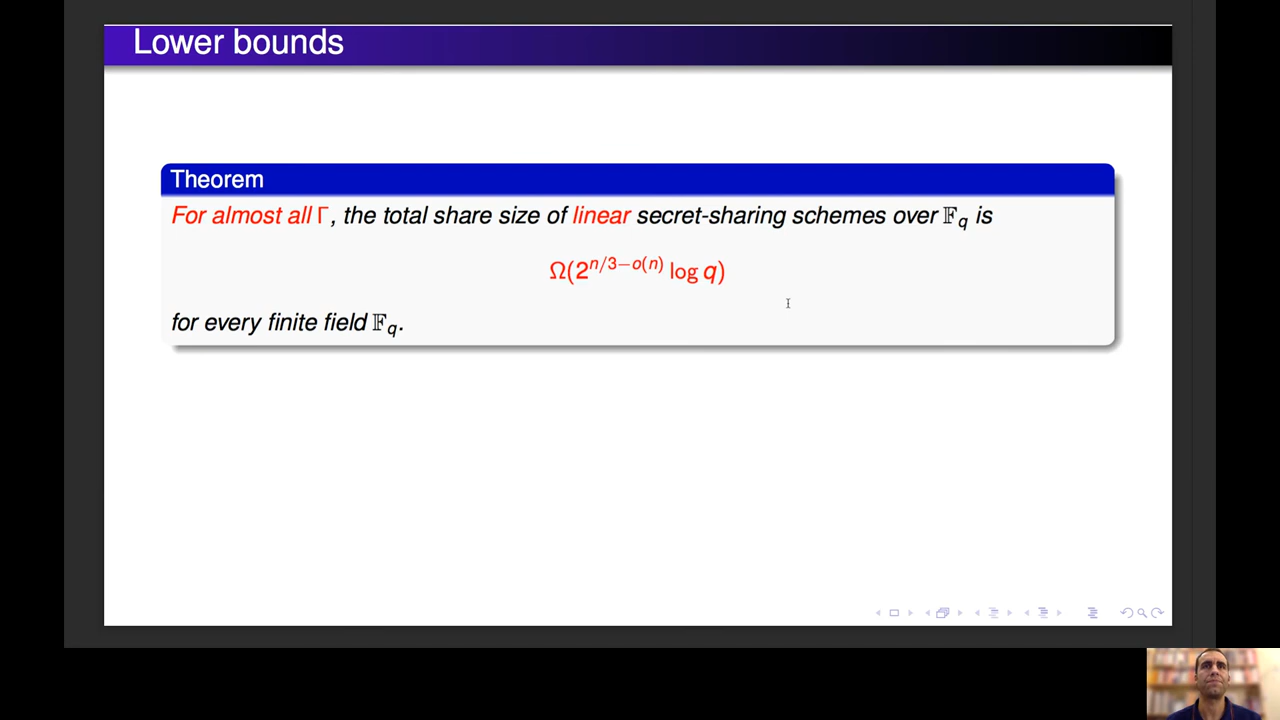 Lower bounds
Theorem
For almost all Γ, the total share size of linear secret-sharing schemes over 𝔽_q is
Ω(2^{n/3−o(n)} log q)
for every finite field 𝔽_q.